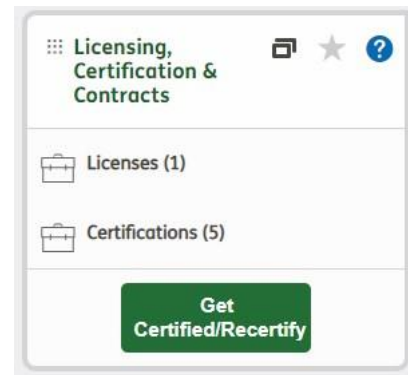 Licensing,
Certification &
Contracts
?
Licenses (1)
Certifications (5)
Get
Certified/Recertify